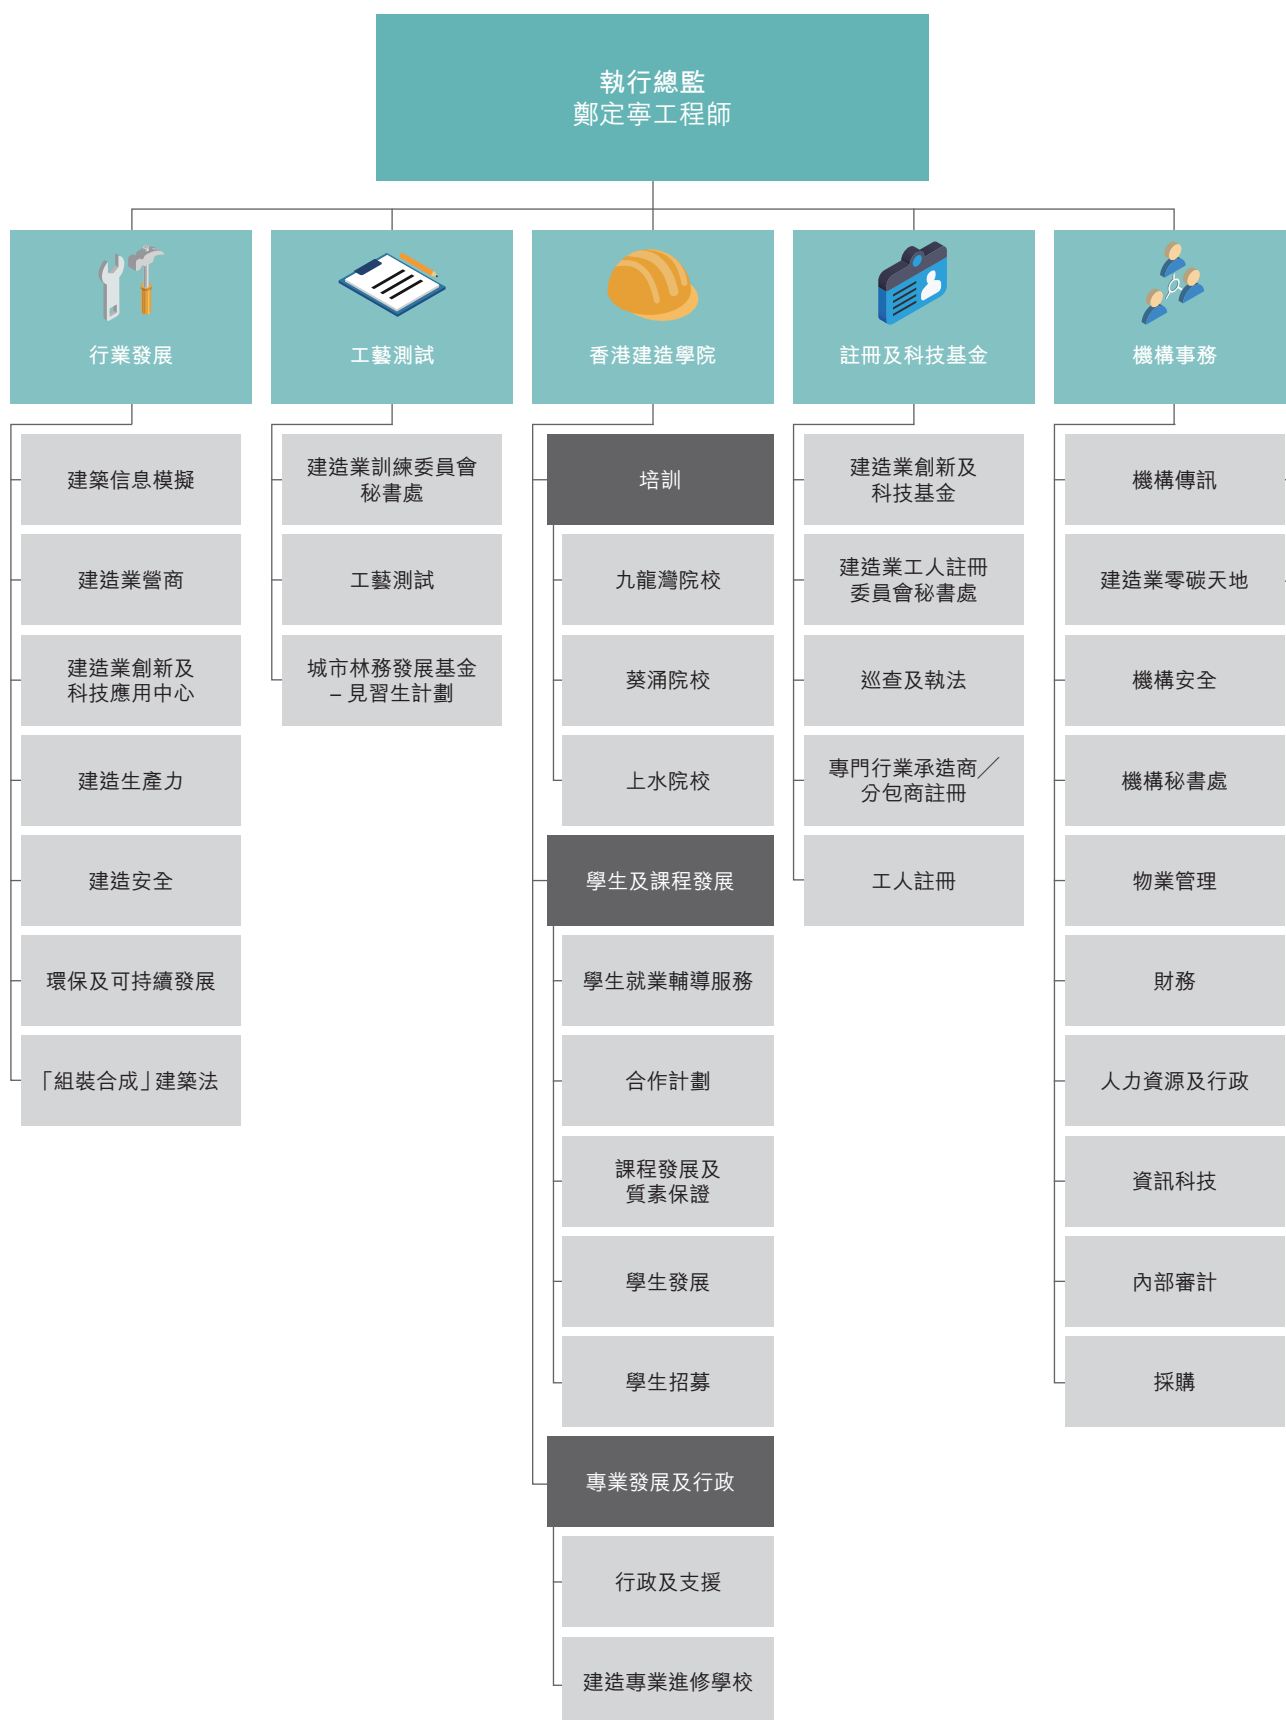 執行總監
鄭定寕工程師
行業發展
建築信息模擬
建造業營商
建造業創新及
科技應用中心
建造生產力
建造安全
環保及可持續發展
「組裝合成」建築法
工藝測試
建造業訓練委員會
秘書處
工藝測試
城市林務發展基金
– 見習生計劃
香港建造學院
培訓
九龍灣院校
葵涌院校
上水院校
學生及課程發展
學生就業輔導服務
合作計劃
課程發展及
質素保證
學生發展
學生招募
專業發展及行政
行政及支援
建造專業進修學校
註冊及科技基金
建造業創新及
科技基金
建造業工人註冊
委員會秘書處
巡查及執法
專門行業承造商／
分包商註冊
工人註冊
機構事務
機構傳訊
建造業零碳天地
機構安全
機構秘書處
物業管理
財務
人力資源及行政
資訊科技
內部審計
採購